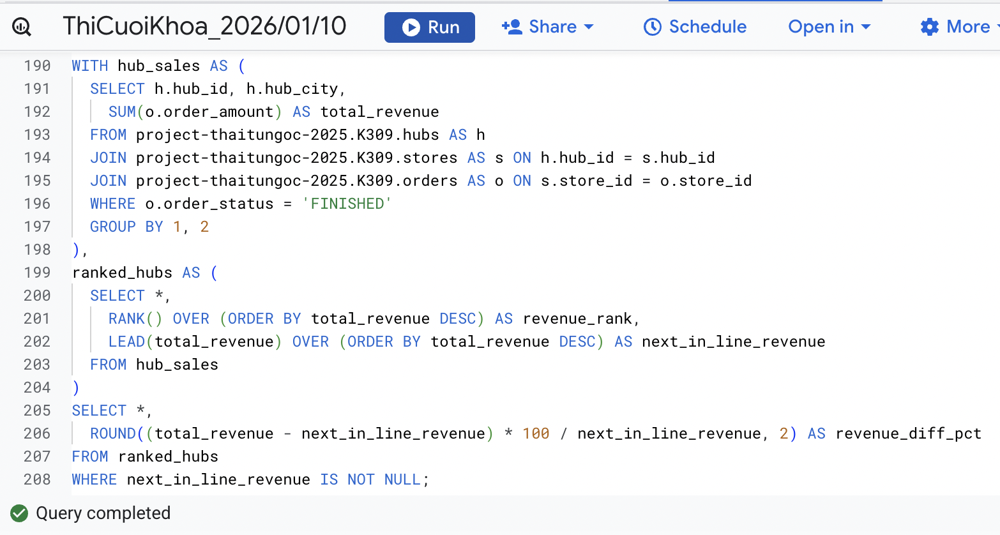 ThiCuoiKhoa_2026/01/10 Run Share Schedule Open in More
190 WITH hub_sales AS (
191 SELECT h.hub_id, h.hub_city,
192 SUM(o.order_amount) AS total_revenue
193 FROM project-thaitungoc-2025.K309.hubs AS h
194 JOIN project-thaitungoc-2025.K309.stores AS s ON h.hub_id = s.hub_id
195 JOIN project-thaitungoc-2025.K309.orders AS o ON s.store_id = o.store_id
196 WHERE o.order_status = 'FINISHED'
197 GROUP BY 1, 2
198 ),
199 ranked_hubs AS (
200 SELECT *,
201 RANK() OVER (ORDER BY total_revenue DESC) AS revenue_rank,
202 LEAD(total_revenue) OVER (ORDER BY total_revenue DESC) AS next_in_line_revenue
203 FROM hub_sales
204 )
205 SELECT *,
206 ROUND((total_revenue - next_in_line_revenue) * 100 / next_in_line_revenue, 2) AS revenue_diff_pct
207 FROM ranked_hubs
208 WHERE next_in_line_revenue IS NOT NULL;
Query completed